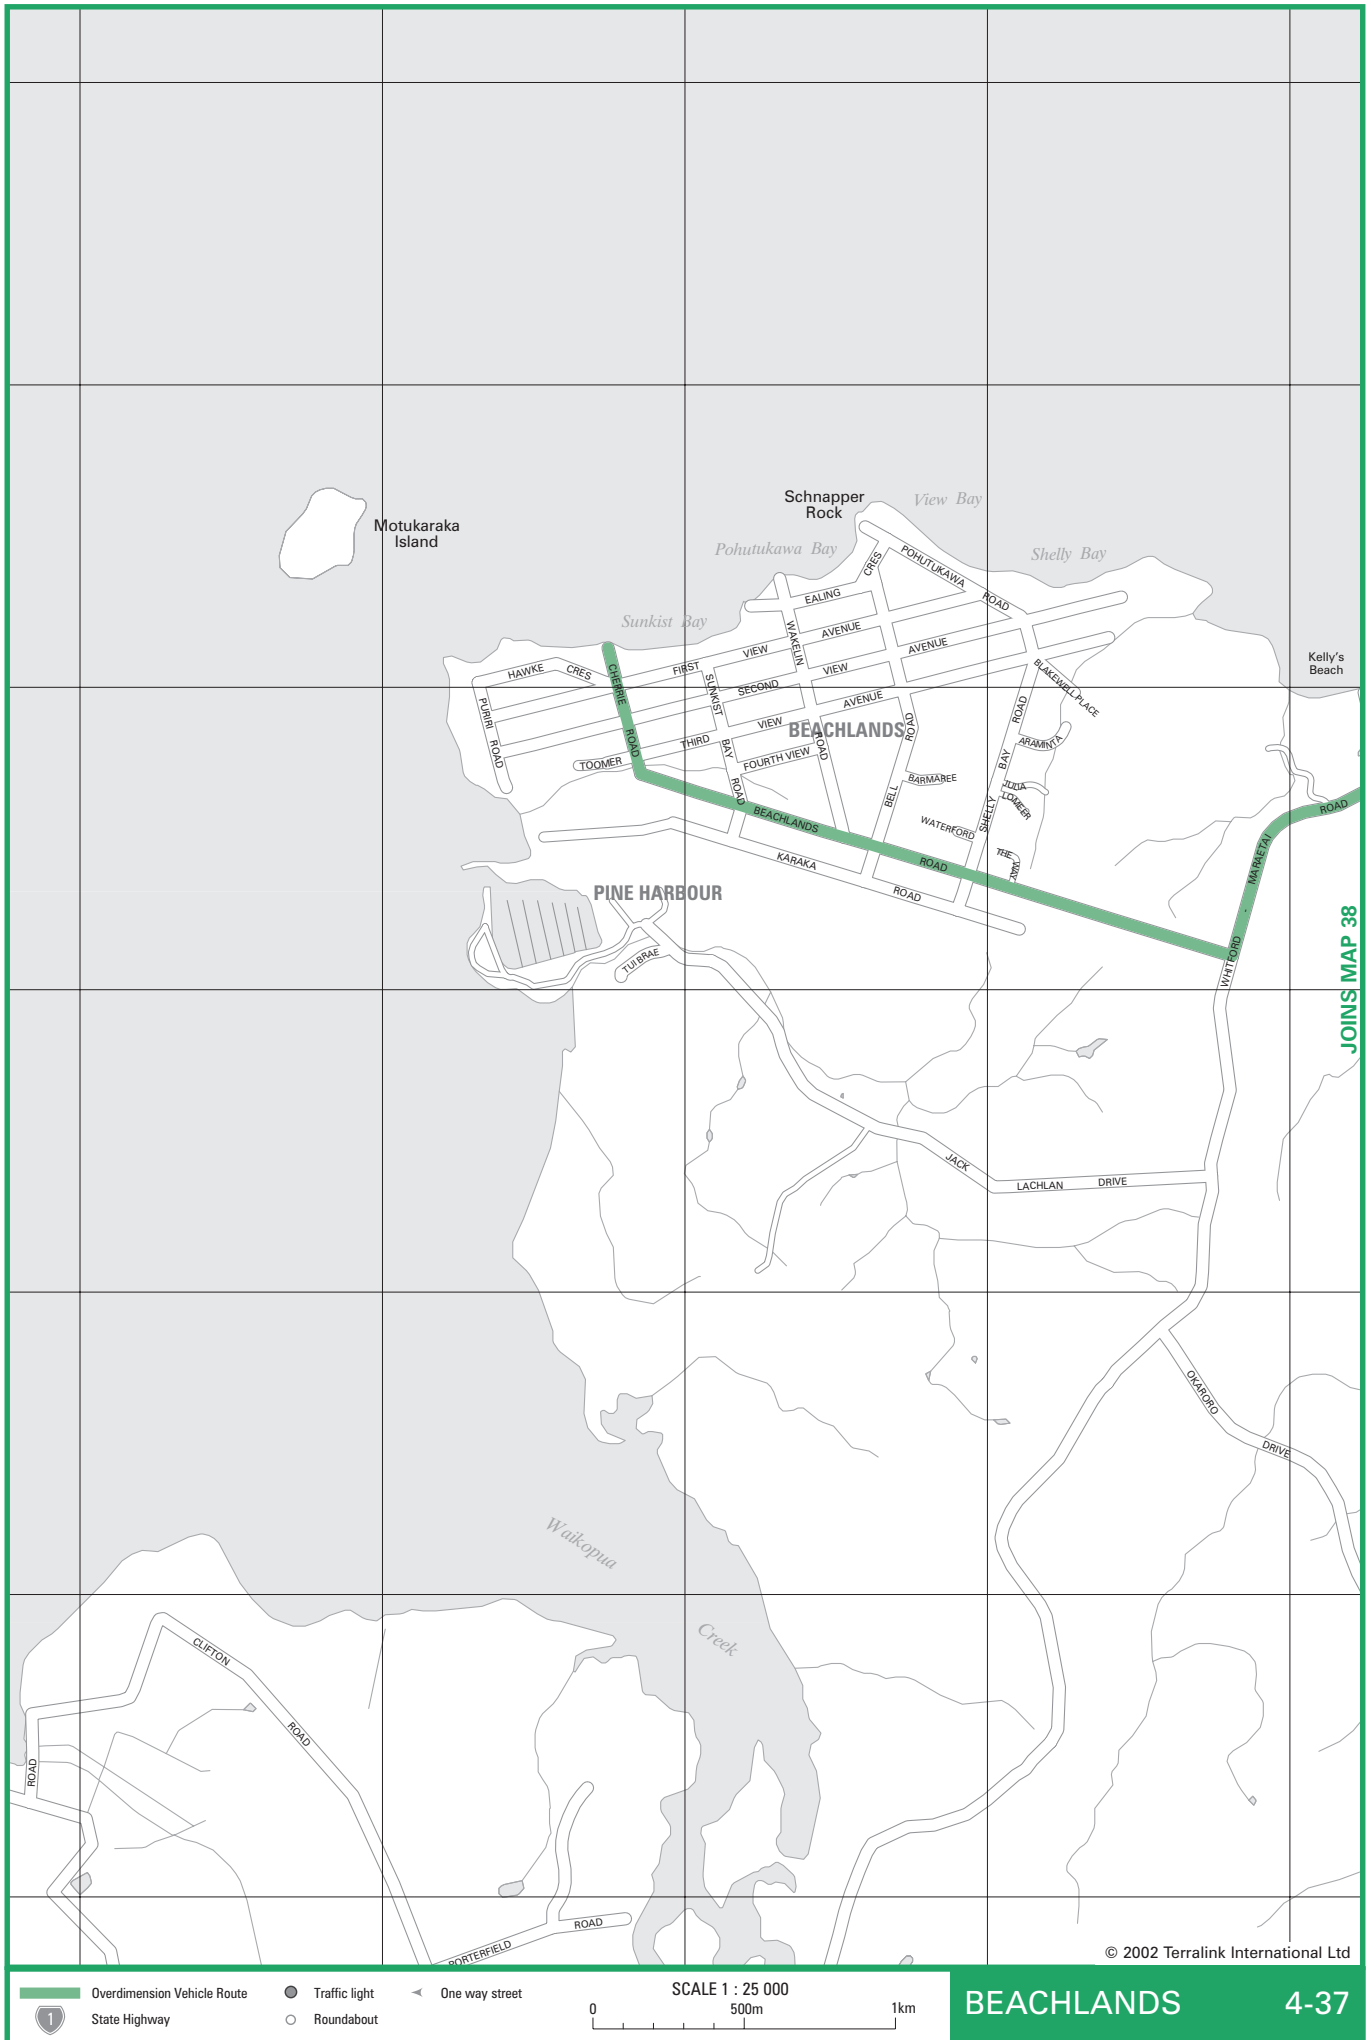 Schnapper
Rock
View Bay
Motukaraka
Island
Pohutukawa Bay
Shelly Bay
CRES
POHUTUKAWA
ROAD
EALING
Sunkist Bay
WAKELIN
ROAD
AVENUE
VIEW
FIRST
AVENUE
VIEW
SECOND
HAWKE CRES
CHERRIE
ROAD
SUNKIST
BAY
ROAD
Kelly's
Beach
BLAKEWELL PLACE
PURIRI
ROAD
AVENUE
VIEW
THIRD
BEACHLANDS
FOURTH VIEW
TOOMER
ROAD
BELL
ROAD
BAY
SHELLY
ARAMINTA
BARMAREE
JULIA
LOMEER
WATERFORD
THE
WAY
BEACHLANDS
ROAD
KARAKA
ROAD
ROAD
MARAETAI
-
WHITFORD
PINE HARBOUR
TUI BRAE
JOINS MAP 38
JACK
LACHLAN DRIVE
OKARORO
DRIVE
Waikopua
Creek
CLIFTON
ROAD
ROAD
PORTERFIELD
ROAD
© 2002 Terralink International Ltd
Overdimension Vehicle Route
Traffic light
One way street
1
State Highway
Roundabout
SCALE 1 : 25 000
0 500m 1km
BEACHLANDS 4-37